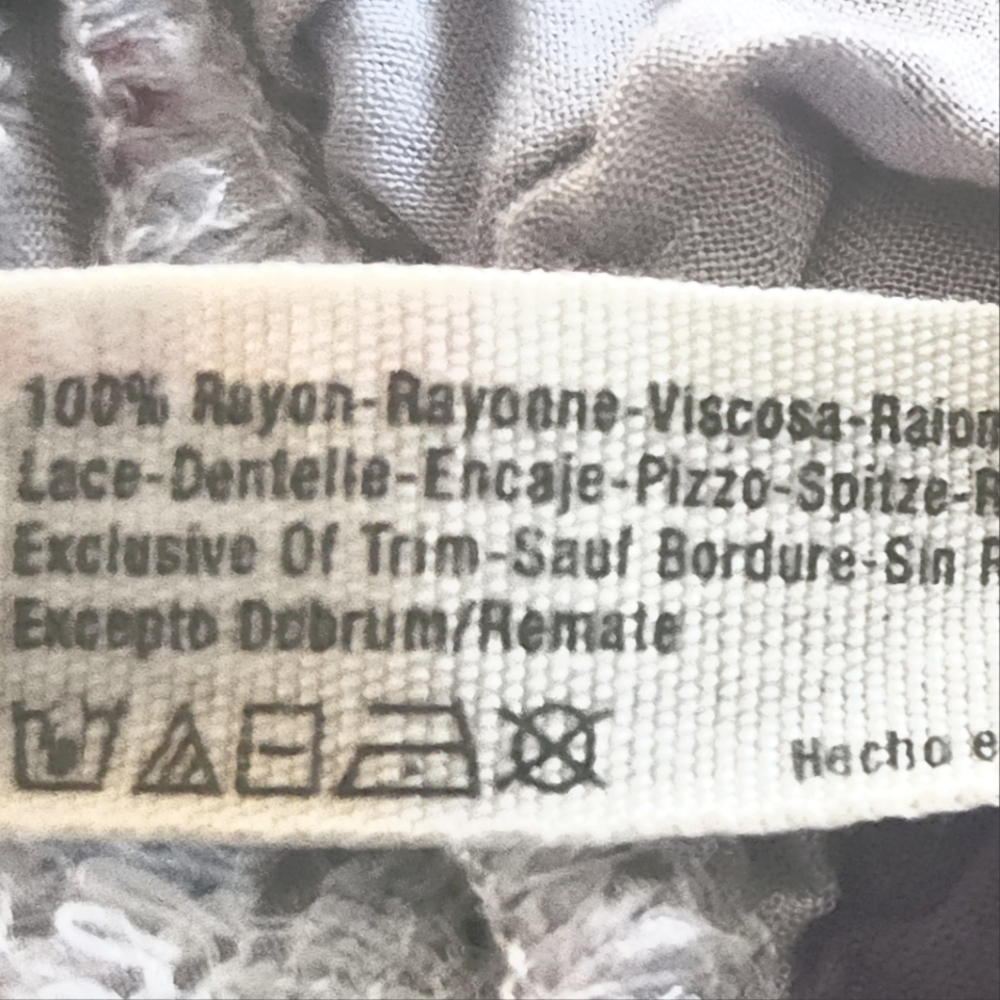 100% Rayon-Rayonne-Viscosa-Raion
Lace-Dentelle-Encaje-Pizzo-Spitze-R
Exclusive Of Trim-Sauf Bordure-Sin R
Excepto Debrum/Remate
Hecho e